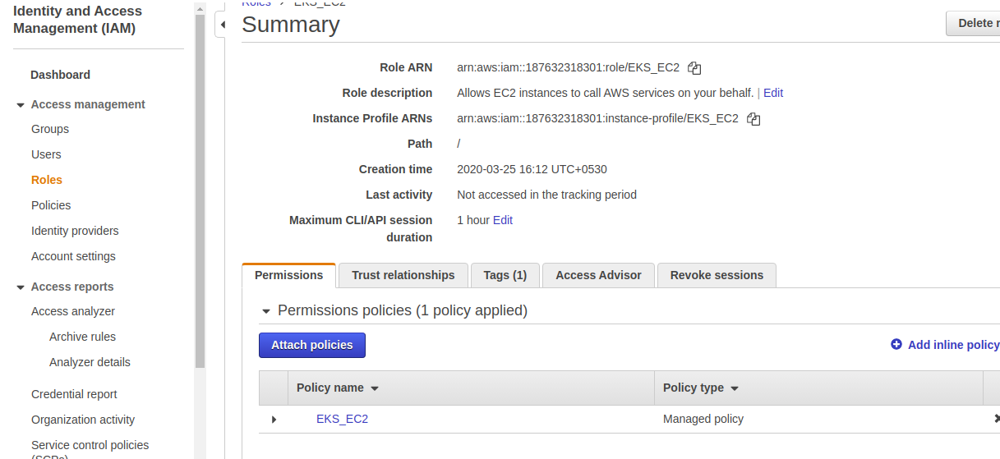 Identity and Access
Management (IAM)
Dashboard
Access management
Groups
Users
Roles
Policies
Identity providers
Account settings
Access reports
Access analyzer
Archive rules
Analyzer details
Credential report
Organization activity
Service control policies
(SCPs)
Roles > EKS_EC2
Summary
Delete r
Role ARN arn:aws:iam::187632318301:role/EKS_EC2
Role description Allows EC2 instances to call AWS services on your behalf. | Edit
Instance Profile ARNs arn:aws:iam::187632318301:instance-profile/EKS_EC2
Path /
Creation time 2020-03-25 16:12 UTC+0530
Last activity Not accessed in the tracking period
Maximum CLI/API session 1 hour Edit
duration
Permissions Trust relationships Tags (1) Access Advisor Revoke sessions
Permissions policies (1 policy applied)
Attach policies Add inline policy
Policy name Policy type
EKS_EC2 Managed policy